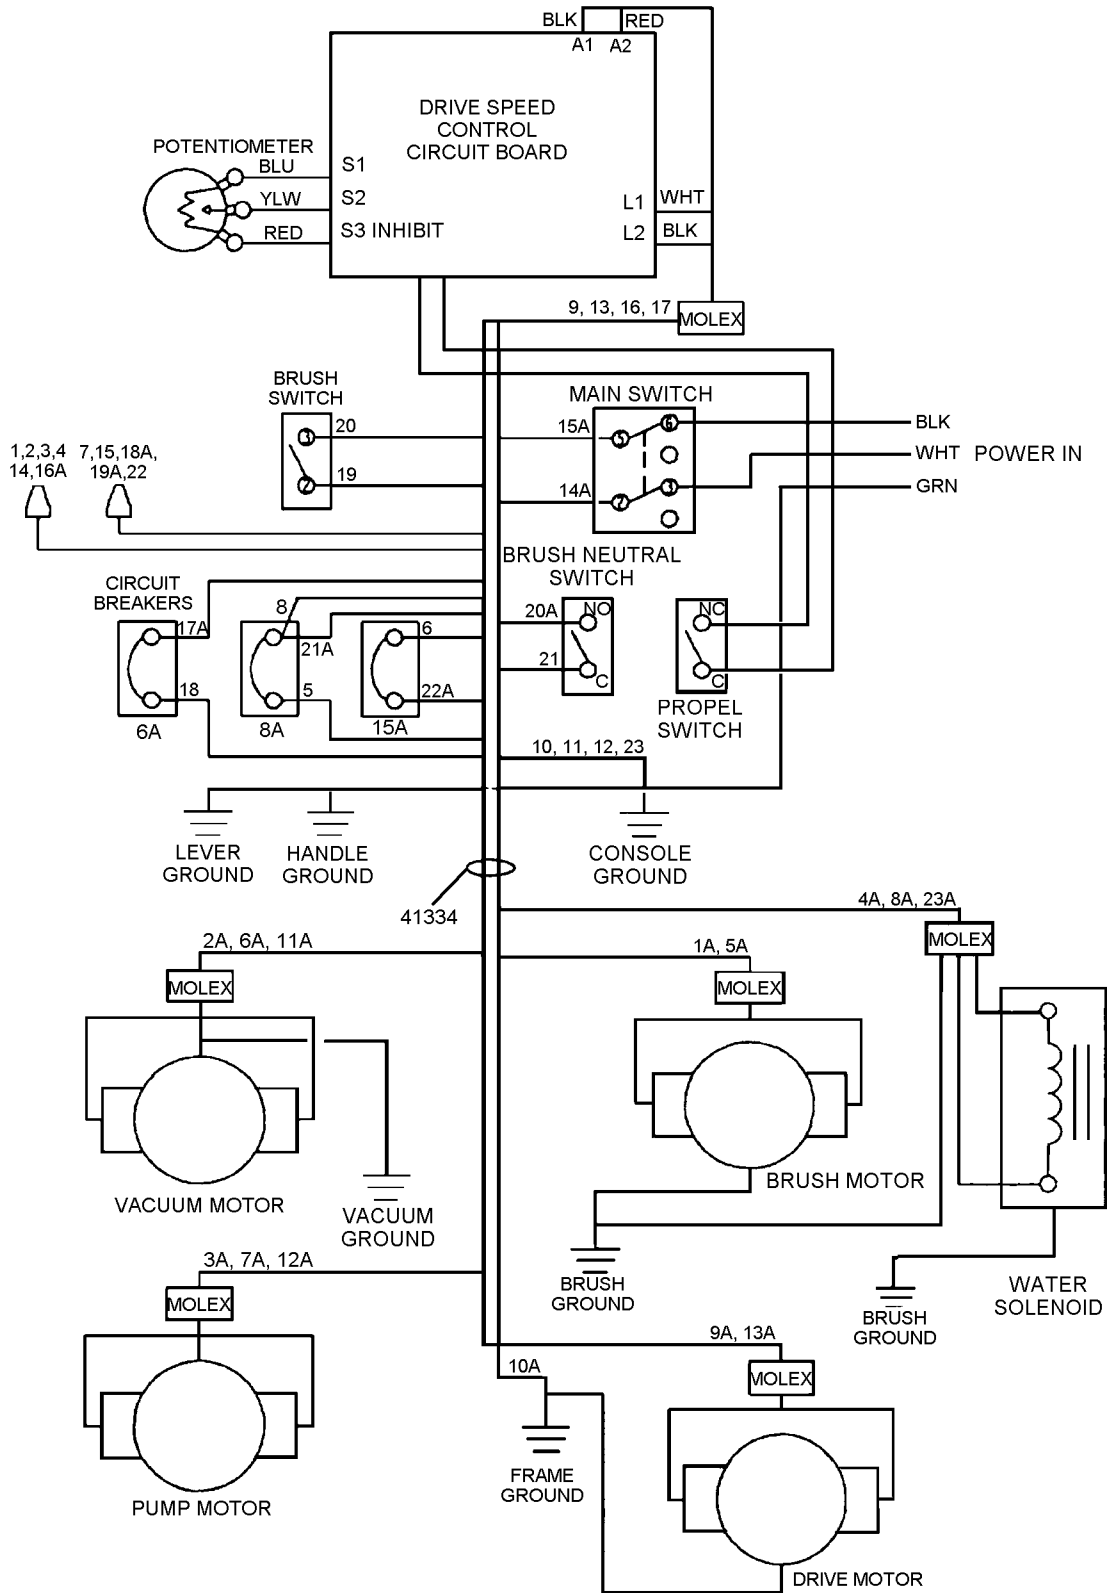 BLK RED
A1 A2
DRIVE SPEED
CONTROL
CIRCUIT BOARD
POTENTIOMETER
BLU
S1
YLW
S2
RED
S3 INHIBIT
L1 WHT
L2 BLK
9, 13, 16, 17
MOLEX
BRUSH
SWITCH
20
19
3
2
MAIN SWITCH
15A
5
6
14A
2
3
BLK
WHT POWER IN
GRN
1,2,3,4
14,16A
7,15,18A,
19A,22
CIRCUIT
BREAKERS
17A
18
6A
8
21A
5
8A
6
22A
15A
BRUSH NEUTRAL
SWITCH
20A
NO
21
C
NC
C
PROPEL
SWITCH
10, 11, 12, 23
LEVER
GROUND
HANDLE
GROUND
CONSOLE
GROUND
41334
4A, 8A, 23A
MOLEX
2A, 6A, 11A
MOLEX
1A, 5A
MOLEX
VACUUM MOTOR
VACUUM
GROUND
BRUSH MOTOR
BRUSH
GROUND
BRUSH
GROUND
WATER
SOLENOID
3A, 7A, 12A
MOLEX
PUMP MOTOR
9A, 13A
MOLEX
10A
FRAME
GROUND
DRIVE MOTOR